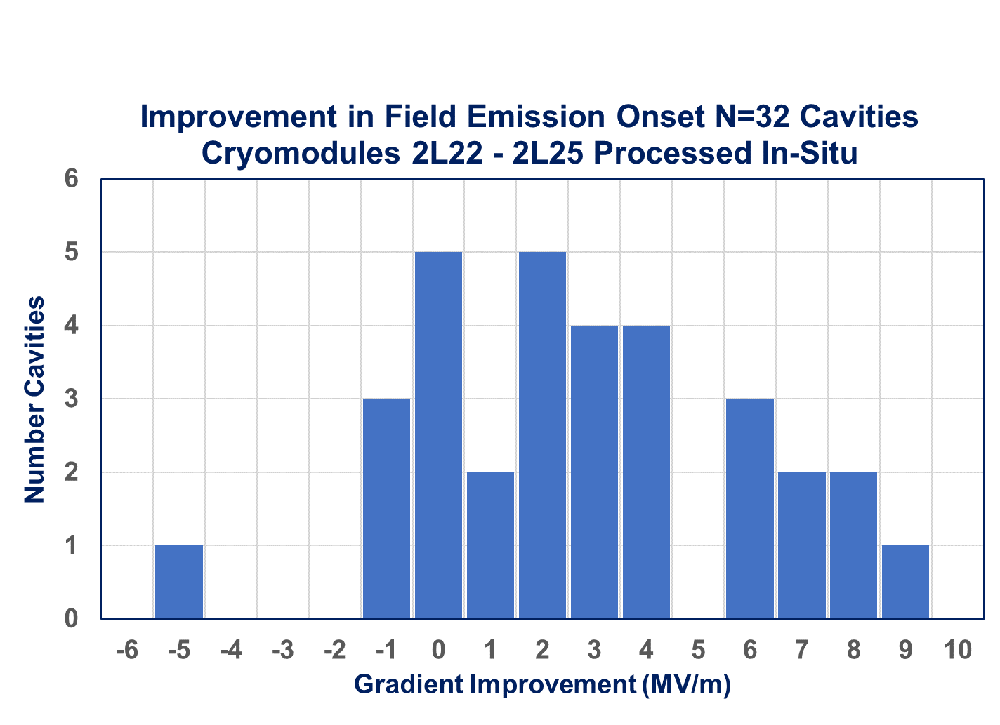 Improvement in Field Emission Onset N=32 Cavities
Cryomodules 2L22 - 2L25 Processed In-Situ
6
5
4
3
2
1
0
Number Cavities
-6 -5 -4 -3 -2 -1 0 1 2 3 4 5 6 7 8 9 10
Gradient Improvement (MV/m)